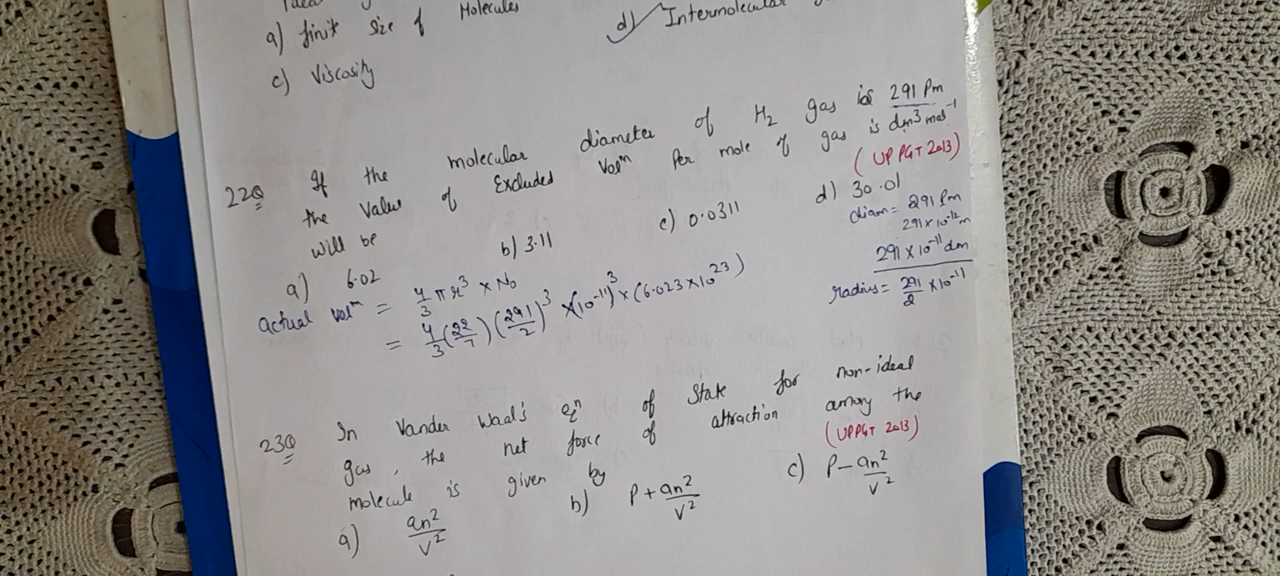 a) finit size of Molecules
d) Intermolecular
c) Viscosity
22Q If the molecular diameter of H2 gas is 291 Pm
the value of Excluded Volm Per mole of gas is dm3 mol-1
will be (UP PGT 2013)
a) 6.02 b) 3.11 c) 0.0311 d) 30.01
diam = 291 Pm
291 x 10-12 m
291 x 10-11 dm
radius = 291/2 x 10-11
actual volm = 4/3 π r3 x No
= 4/3 (22/7) (291/2)3 x (10-11)3 x (6.023 x 1023)
23Q In Vander Waal's eqn of State for non-ideal
gas, the net force of attraction among the
molecule is given by (UPPGT 2013)
a) an2/v2 b) P + an2/v2 c) P - an2/v2